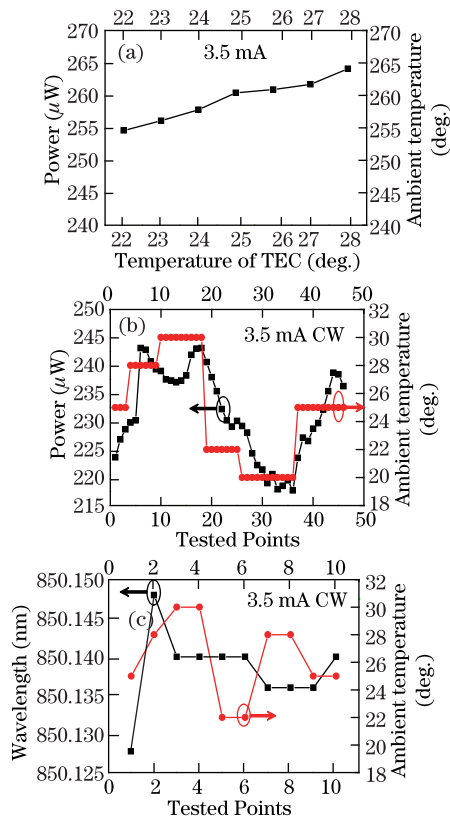 22 23 24 25 26 27 28
270 270
(a) 3.5 mA
265 265
260 260
255 255
250 250
245 245
240 240
Power (μW)
Ambient temperature
(deg.)
22 23 24 25 26 27 28
Temperature of TEC (deg.)
0 10 20 30 40 50
250 32
(b) 3.5 mA CW
245 30
240 28
235 26
230 24
225 22
220 20
215 18
Power (μW)
Ambient temperature
(deg.)
0 10 20 30 40 50
Tested Points
0 2 4 6 8 10
850.150 32
3.5 mA CW
850.145 30
(c)
28
850.140 26
850.135 24
22
850.130 20
850.125 18
Wavelength (nm)
Ambient temperature
(deg.)
0 2 4 6 8 10
Tested Points